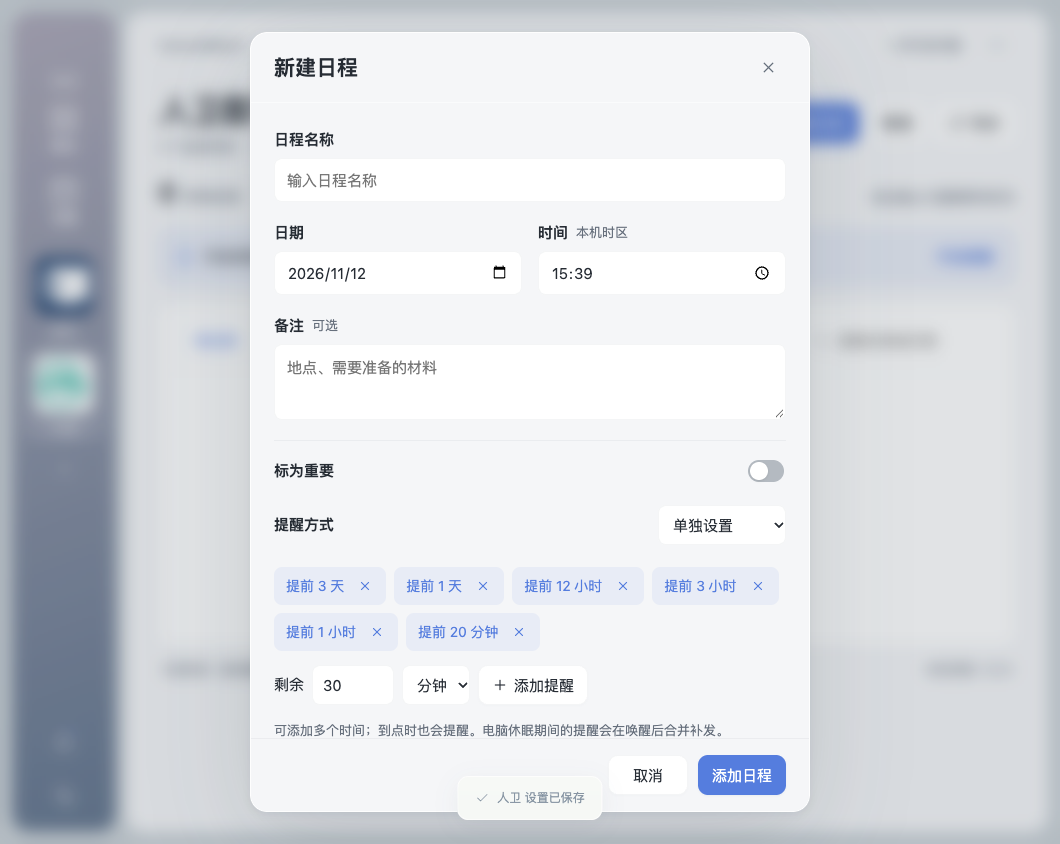 新建日程
日程名称
输入日程名称
日期
时间 本机时区
2026/11/12
15:39
备注 可选
地点、需要准备的材料
标为重要
提醒方式
单独设置
提前 3 天
提前 1 天
提前 12 小时
提前 3 小时
提前 1 小时
提前 20 分钟
剩余 30 分钟 添加提醒
可添加多个时间；到点时也会提醒。电脑休眠期间的提醒会在唤醒后合并补发。
取消
添加日程
人卫 设置已保存